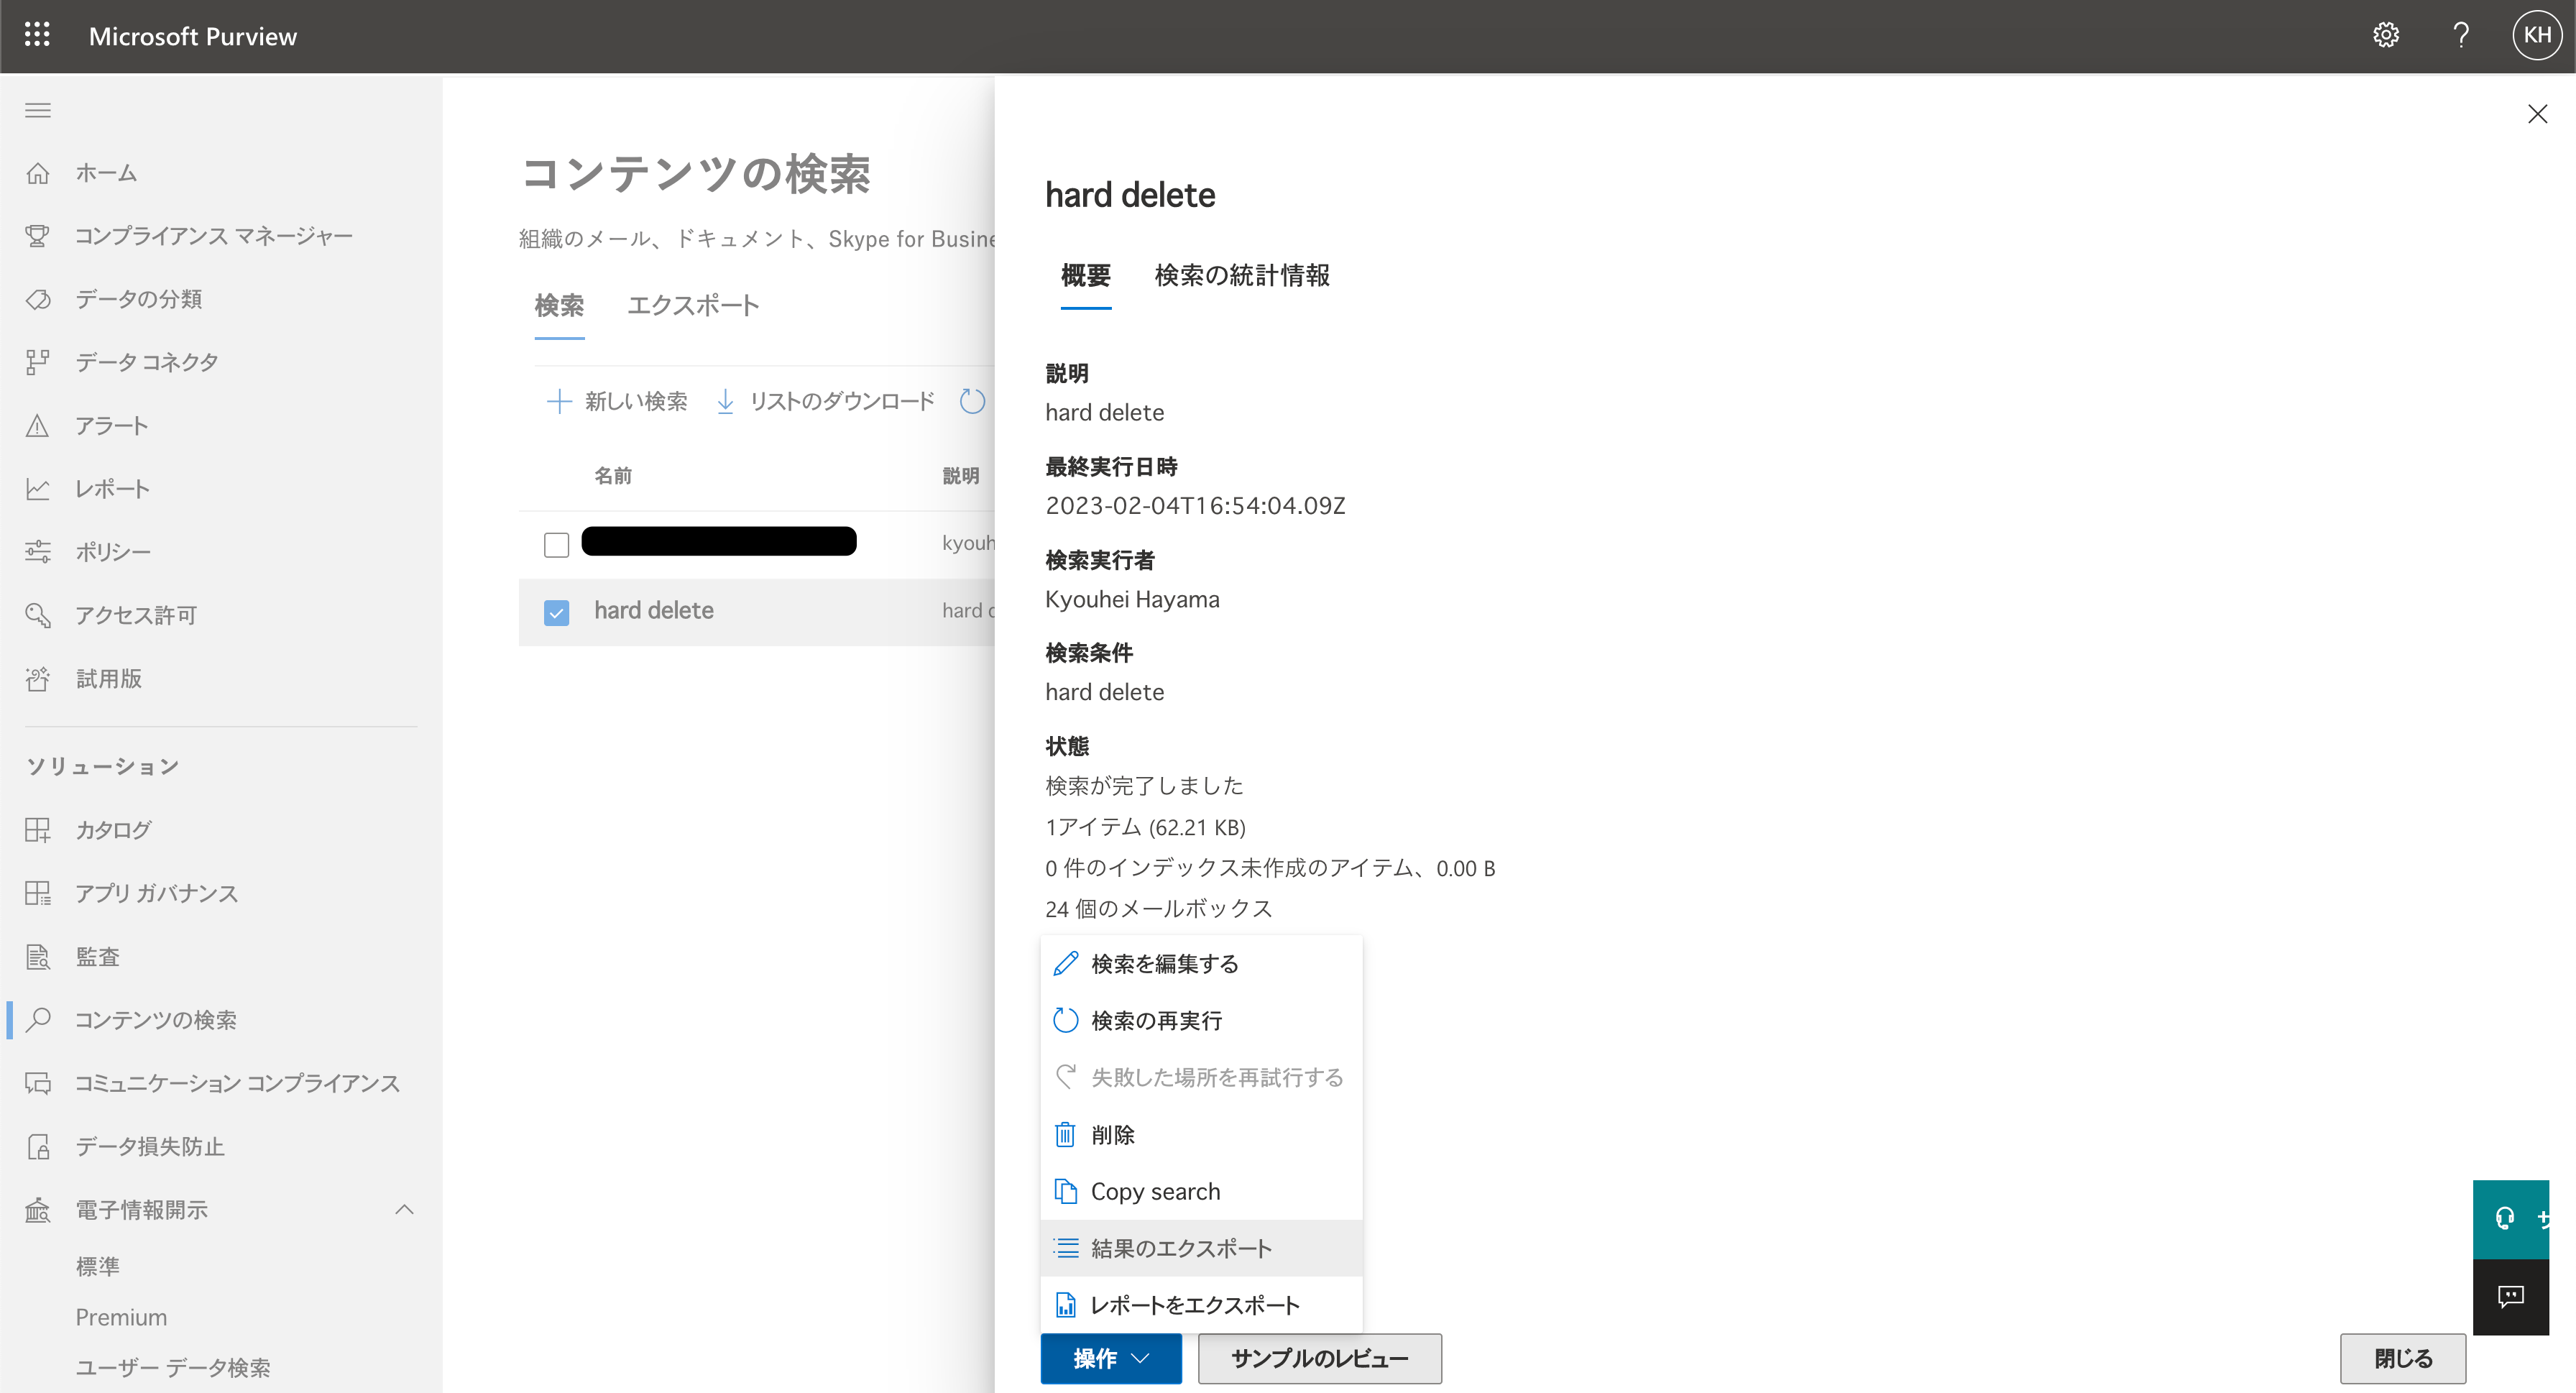 Microsoft Purview
KH
ホーム
コンプライアンス マネージャー
データの分類
データ コネクタ
アラート
レポート
ポリシー
アクセス許可
試用版
ソリューション
カタログ
アプリ ガバナンス
監査
コンテンツの検索
コミュニケーション コンプライアンス
データ損失防止
電子情報開示
標準
Premium
ユーザー データ検索
コンテンツの検索
組織のメール、ドキュメント、Skype for Busine
検索 エクスポート
新しい検索 リストのダウンロード
名前 説明
kyouh
hard delete hard d
hard delete
概要 検索の統計情報
説明
hard delete
最終実行日時
2023-02-04T16:54:04.09Z
検索実行者
Kyouhei Hayama
検索条件
hard delete
状態
検索が完了しました
1アイテム (62.21 KB)
0 件のインデックス未作成のアイテム、0.00 B
24 個のメールボックス
検索を編集する
検索の再実行
失敗した場所を再試行する
削除
Copy search
結果のエクスポート
レポートをエクスポート
操作 サンプルのレビュー 閉じる